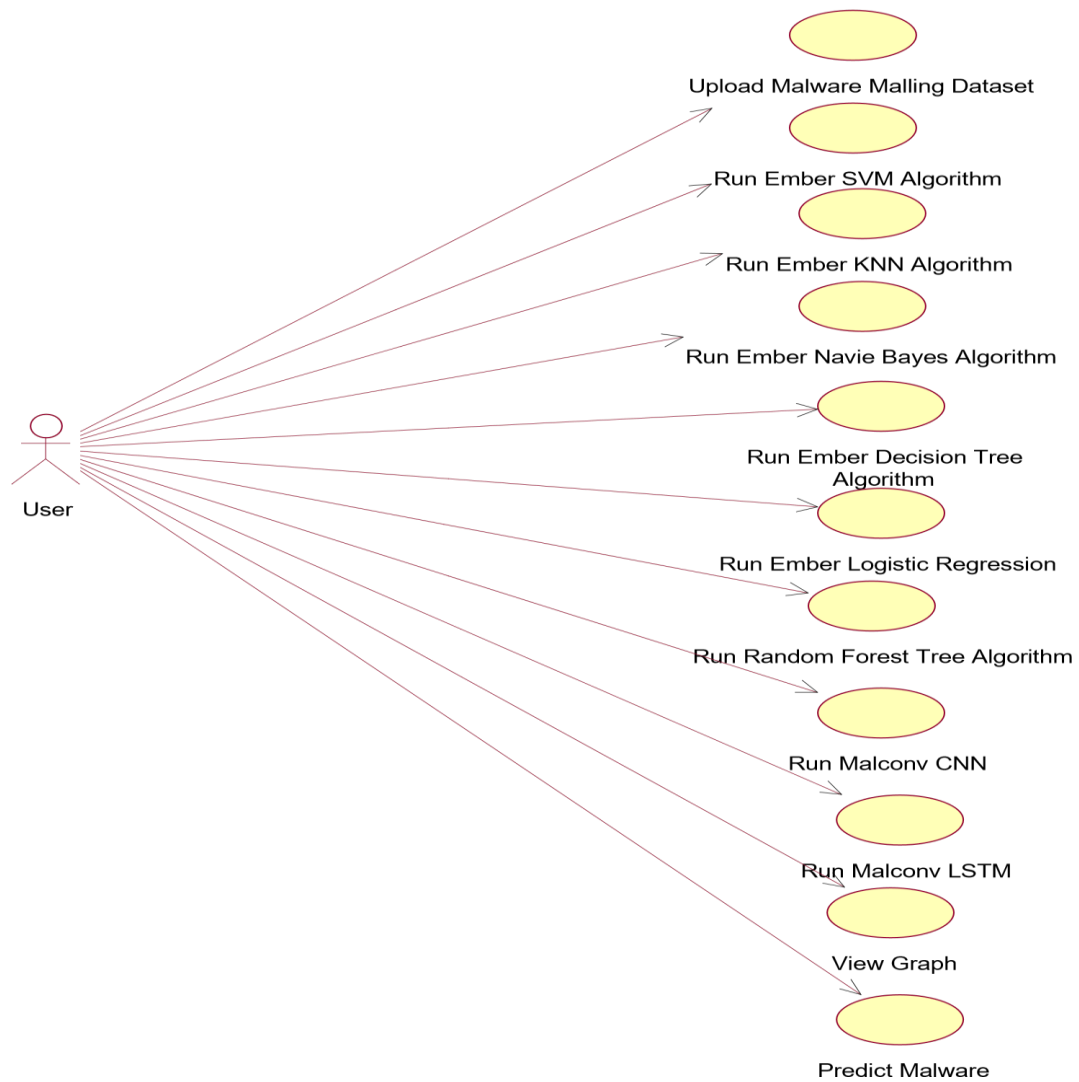 Upload Malware Malling Dataset
Run Ember SVM Algorithm
Run Ember KNN Algorithm
Run Ember Navie Bayes Algorithm
Run Ember Decision Tree
Algorithm
User
Run Ember Logistic Regression
Run Random Forest Tree Algorithm
Run Malconv CNN
Run Malconv LSTM
View Graph
Predict Malware